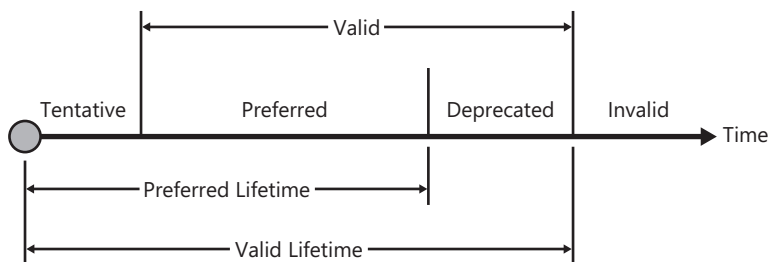 Valid
Tentative Preferred Deprecated Invalid
Time
Preferred Lifetime
Valid Lifetime